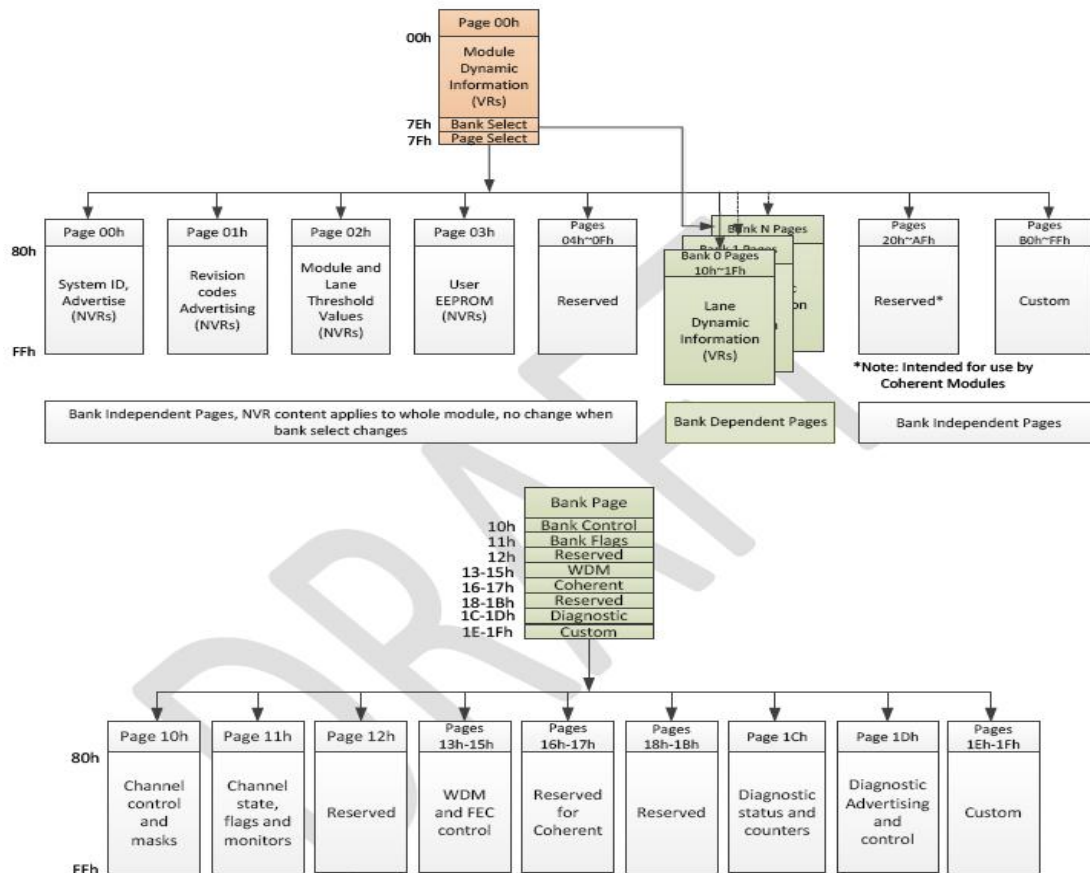 Page 00h
00h
Module
Dynamic
Information
(VRs)
7Eh
Bank Select
7Fh
Page Select
Page 00h
Page 01h
Page 02h
Page 03h
Pages
04h~0Fh
Bank N Pages
Bank 1 Pages
Bank 0 Pages
10h~1Fh
Pages
20h~AFh
Pages
B0h~FFh
80h
System ID,
Advertise
(NVRs)
Revision
codes
Advertising
(NVRs)
Module and
Lane
Threshold
Values
(NVRs)
User
EEPROM
(NVRs)
Reserved
Lane
Dynamic
Information
(VRs)
Reserved*
Custom
FFh
*Note: Intended for use by
Coherent Modules
Bank Independent Pages, NVR content applies to whole module, no change when
bank select changes
Bank Dependent Pages
Bank Independent Pages
Bank Page
10h
Bank Control
11h
Bank Flags
12h
Reserved
13-15h
WDM
16-17h
Coherent
18-1Bh
Reserved
1C-1Dh
Diagnostic
1E-1Fh
Custom
Page 10h
Page 11h
Page 12h
Pages
13h-15h
Pages
16h-17h
Pages
18h-1Bh
Page 1Ch
Page 1Dh
Pages
1Eh-1Fh
80h
Channel
control
and
masks
Channel
state,
flags and
monitors
Reserved
WDM
and FEC
control
Reserved
for
Coherent
Reserved
Diagnostic
status and
counters
Diagnostic
Advertising
and
control
Custom
FFh
DRAFT